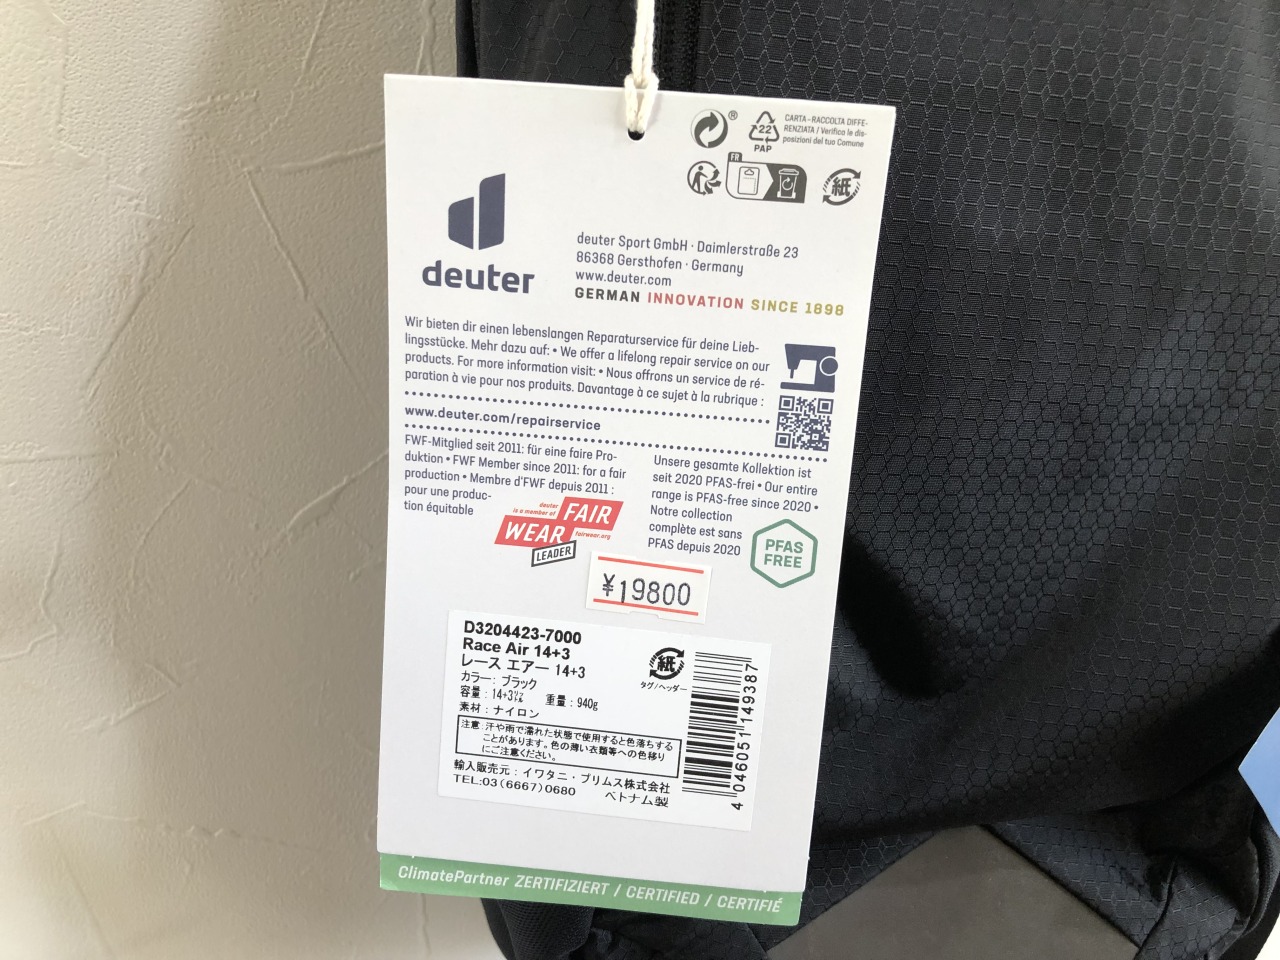 ®
22
PAP
CARTA-RACCOLTA DIFFE-
RENZIATA / Verifica le dis-
posizioni del tuo Comune
FR
紙
deuter
deuter Sport GmbH · Daimlerstraße 23
86368 Gersthofen · Germany
www.deuter.com
GERMAN INNOVATION SINCE 1898
Wir bieten dir einen lebenslangen Reparaturservice für deine Lieb-
lingsstücke. Mehr dazu auf: • We offer a lifelong repair service on our
products. For more information visit: • Nous offrons un service de ré-
paration à vie pour nos produits. Davantage à ce sujet à la rubrique :
www.deuter.com/repairservice
FWF-Mitglied seit 2011: für eine faire Pro-
duktion • FWF Member since 2011: for a fair
production • Membre d'FWF depuis 2011 :
pour une produc-
tion équitable
deuter
is a member of
FAIR
WEAR
fairwear.org
LEADER
Unsere gesamte Kollektion ist
seit 2020 PFAS-frei • Our entire
range is PFAS-free since 2020 •
Notre collection
complète est sans
PFAS depuis 2020
PFAS
FREE
¥19800
D3204423-7000
Race Air 14+3
レース エアー 14+3
カラー: ブラック
容量: 14+3㍑ 重量: 940g
素材: ナイロン
紙
タグ/ヘッダー
注意: 汗や雨で濡れた状態で使用すると色落ちする
ことがあります。色の薄い衣類等への色移り
にご注意ください。
輸入販売元: イワタニ・プリムス株式会社
TEL:03(6667)0680 ベトナム製
4 046051 149387
ClimatePartner ZERTIFIZIERT / CERTIFIED / CERTIFIÉ